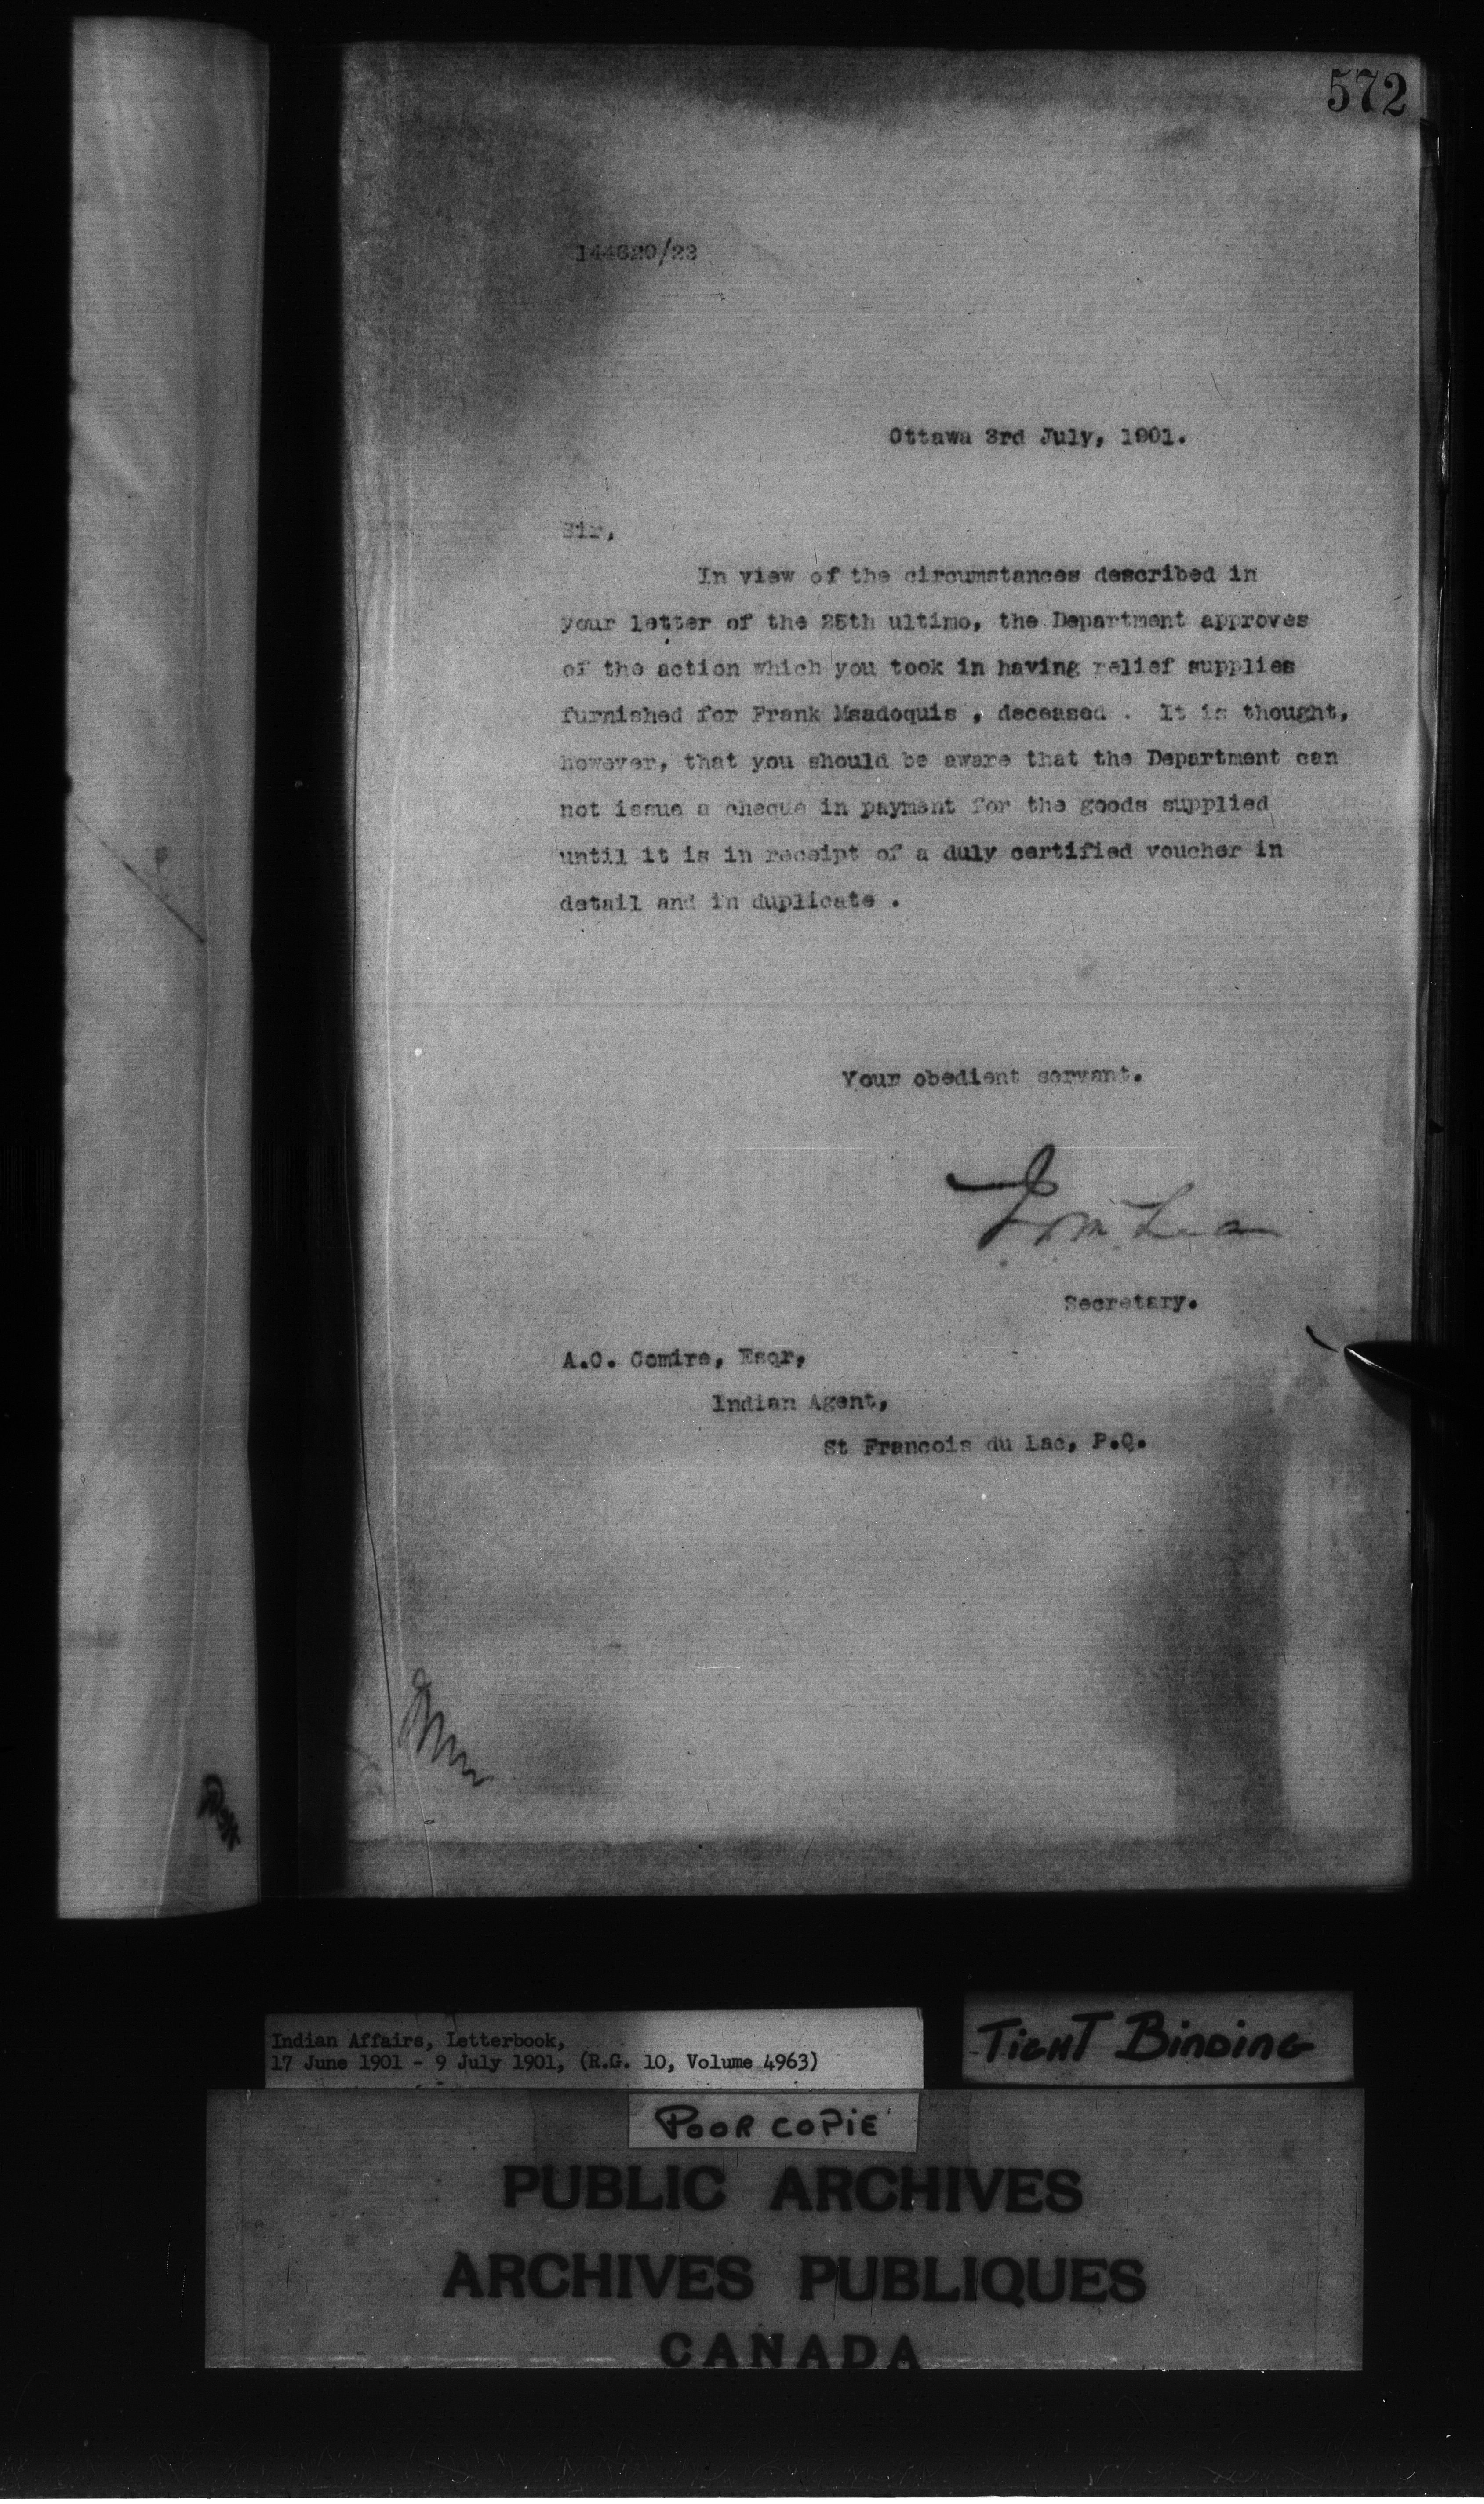 572
144620/23
Ottawa 3rd July, 1901.
Sir,
In view of the circumstances described in
your letter of the 25th ultimo, the Department approves
of the action which you took in having relief supplies
furnished for Frank Msadoquis , deceased . It is thought,
however, that you should be aware that the Department can
not issue a cheque in payment for the goods supplied
until it is in receipt of a duly certified voucher in
detail and in duplicate .
Your obedient servant.
Secretary.
A.O. Comire, Esqr,
Indian Agent,
St Francois du Lac, P.Q.
Indian Affairs, Letterbook,
17 June 1901 - 9 July 1901, (R.G. 10, Volume 4963)
TIGHT BINDING
POOR COPIE
PUBLIC ARCHIVES
ARCHIVES PUBLIQUES
CANADA